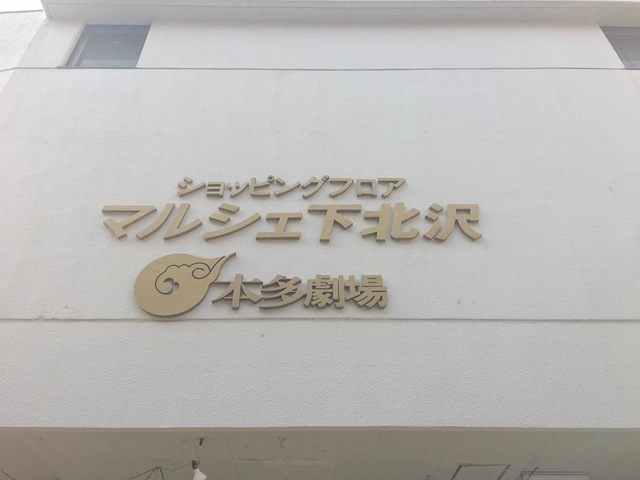 ショッピングフロア
マルシェ下北沢
本多劇場